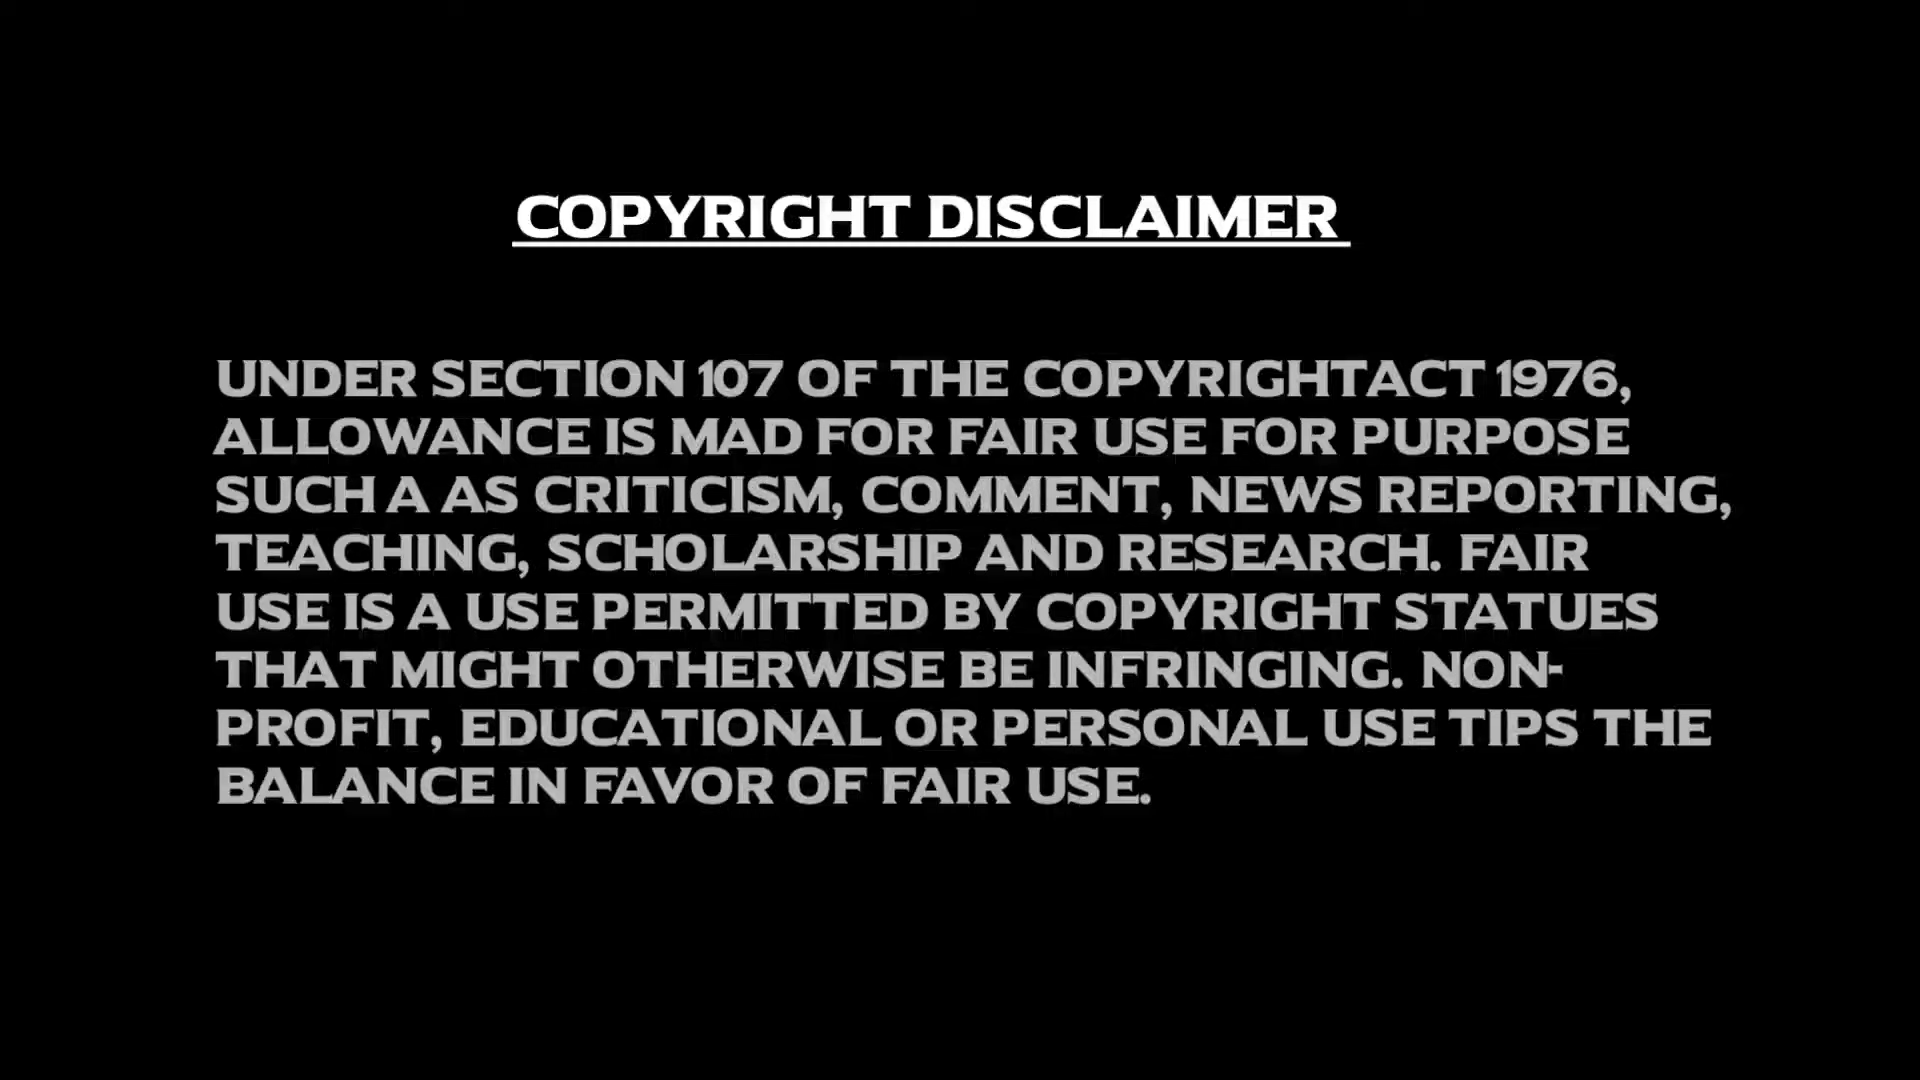 COPYRIGHT DISCLAIMER
UNDER SECTION 107 OF THE COPYRIGHTACT 1976,
ALLOWANCE IS MAD FOR FAIR USE FOR PURPOSE
SUCH A AS CRITICISM, COMMENT, NEWS REPORTING,
TEACHING, SCHOLARSHIP AND RESEARCH. FAIR
USE IS A USE PERMITTED BY COPYRIGHT STATUES
THAT MIGHT OTHERWISE BE INFRINGING. NON-
PROFIT, EDUCATIONAL OR PERSONAL USE TIPS THE
BALANCE IN FAVOR OF FAIR USE.